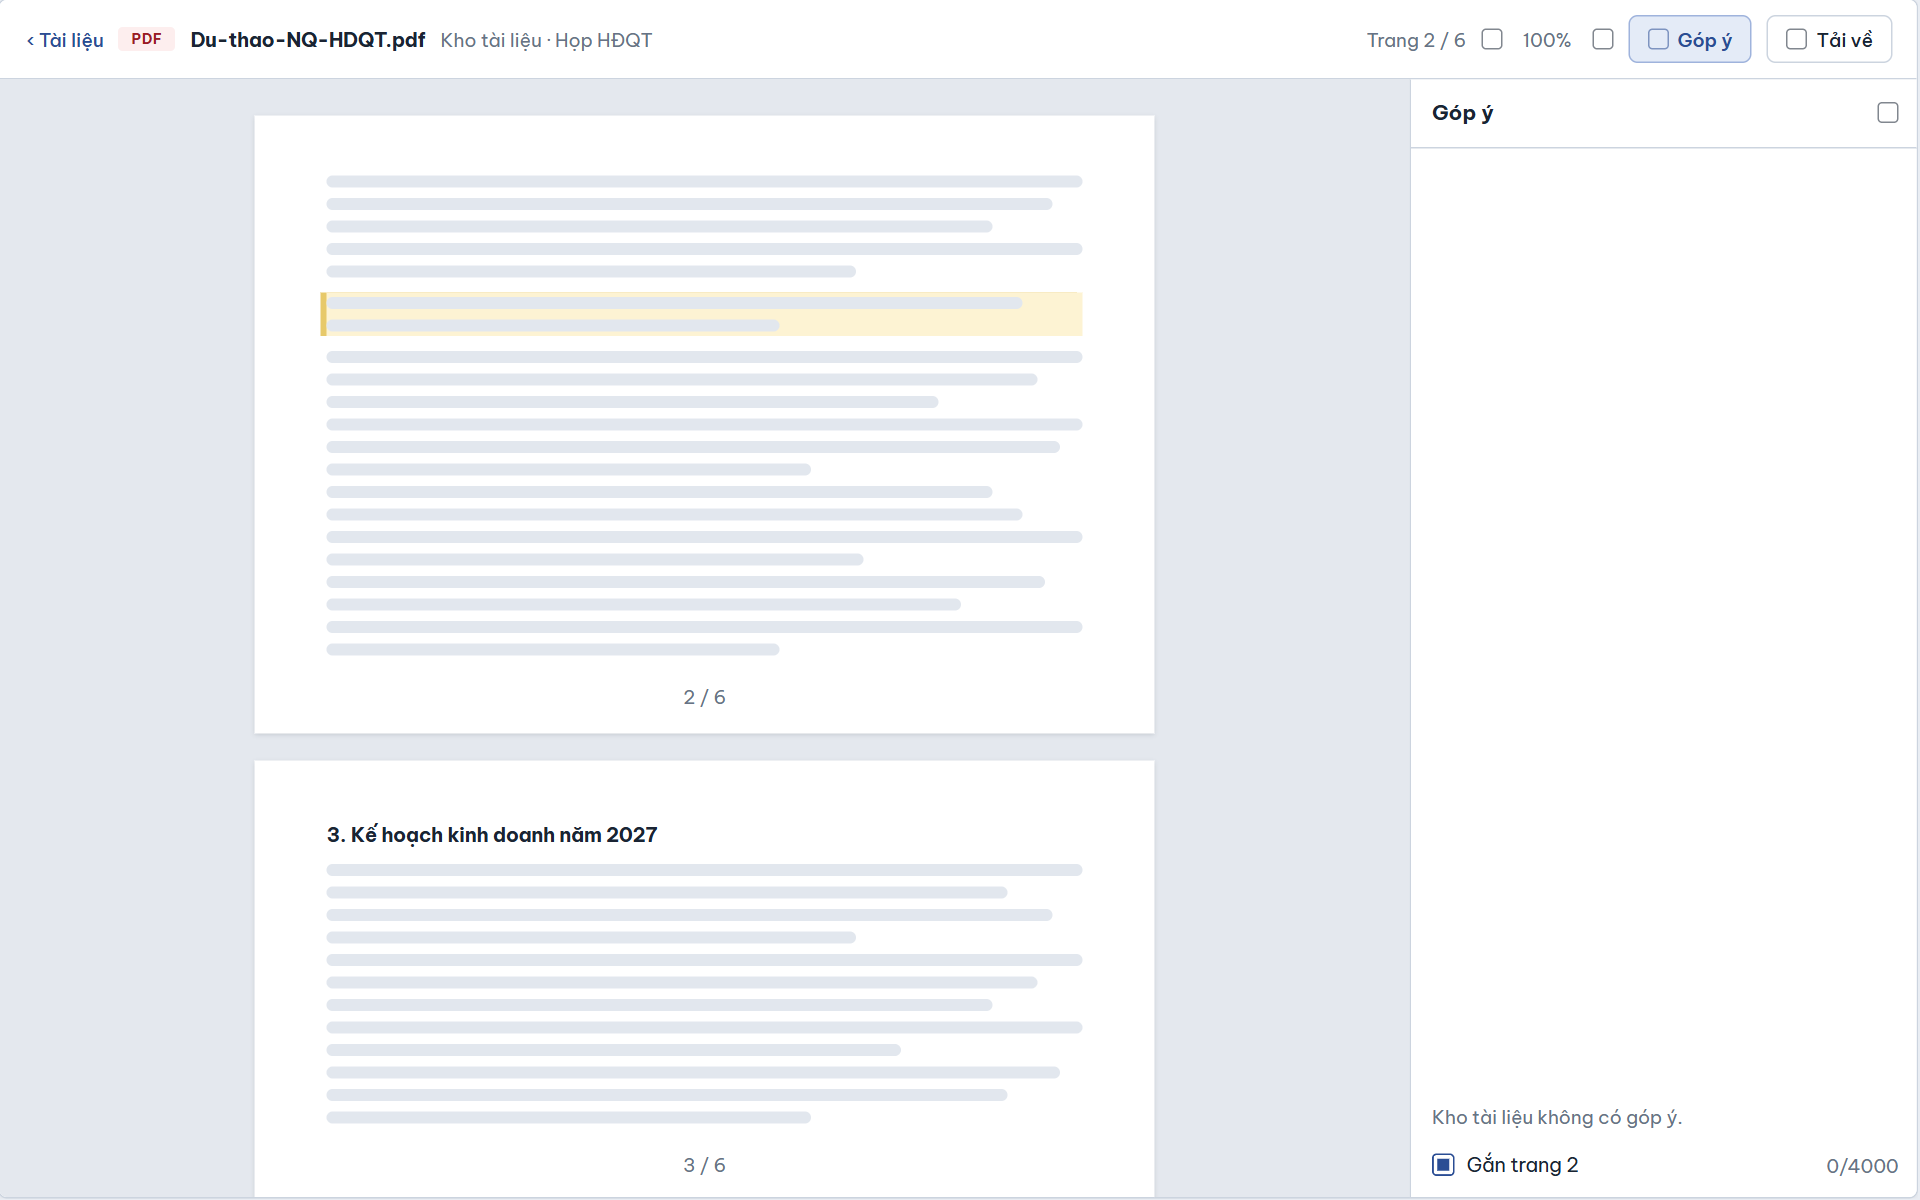 ‹ Tài liệu PDF Du-thao-NQ-HDQT.pdf Kho tài liệu · Họp HĐQT Trang 2 / 6 100% Góp ý Tải về
Góp ý
2 / 6
3. Kế hoạch kinh doanh năm 2027
3 / 6
Kho tài liệu không có góp ý.
Gắn trang 2 0/4000